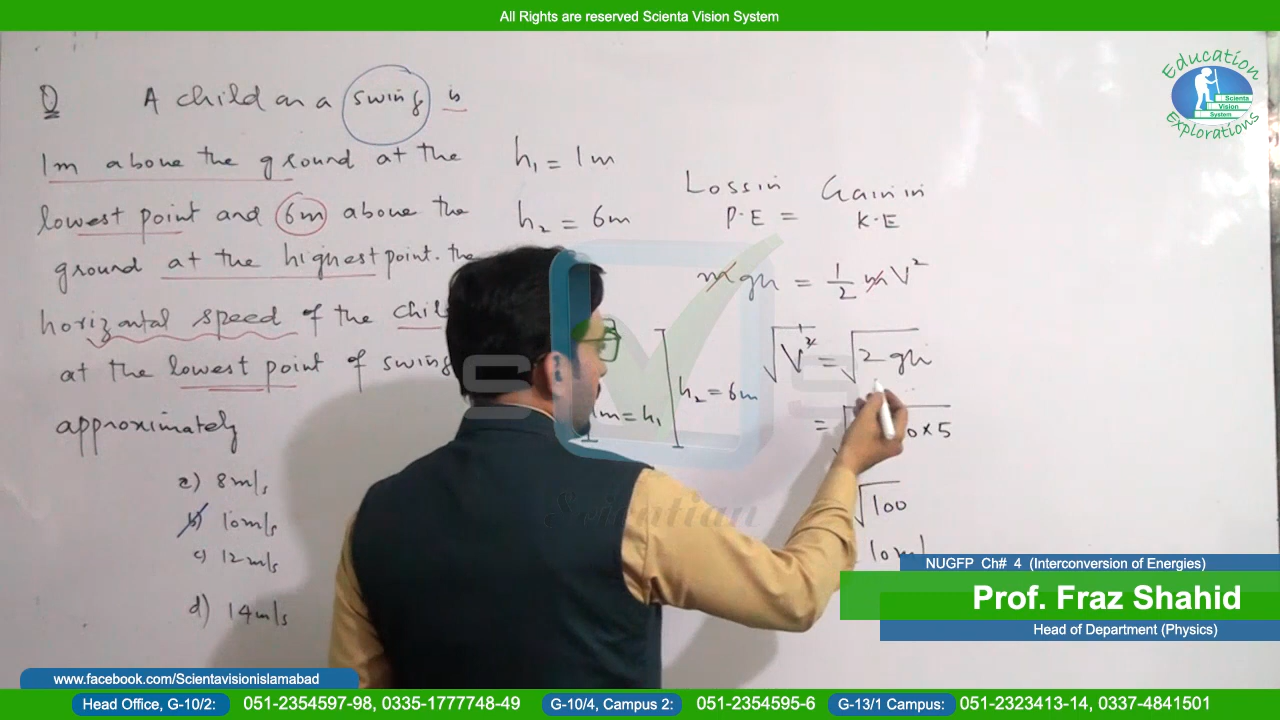 All Rights are reserved Scienta Vision System
Education
Scienta
Vision
System
Explorations
Q A child on a swing is
1m above the ground at the
lowest point and 6m above the
ground at the highest point. the
horizontal speed of the chil
at the lowest point of swing
approximately
a) 8m/s
b) 10m/s
c) 12m/s
d) 14m/s
h₁ = 1m
h₂ = 6m
Loss in Gain in
P.E = K.E
mgh = 1/2 mV²
√V² = √2gh
1m = h₁
h₂ = 6m
= √ 0×5
√100
10m/
SVS
Scientian
NUGFP Ch# 4 (Interconversion of Energies)
Prof. Fraz Shahid
Head of Department (Physics)
www.facebook.com/Scientavisionislamabad
Head Office, G-10/2: 051-2354597-98, 0335-1777748-49 G-10/4, Campus 2: 051-2354595-6 G-13/1 Campus: 051-2323413-14, 0337-4841501